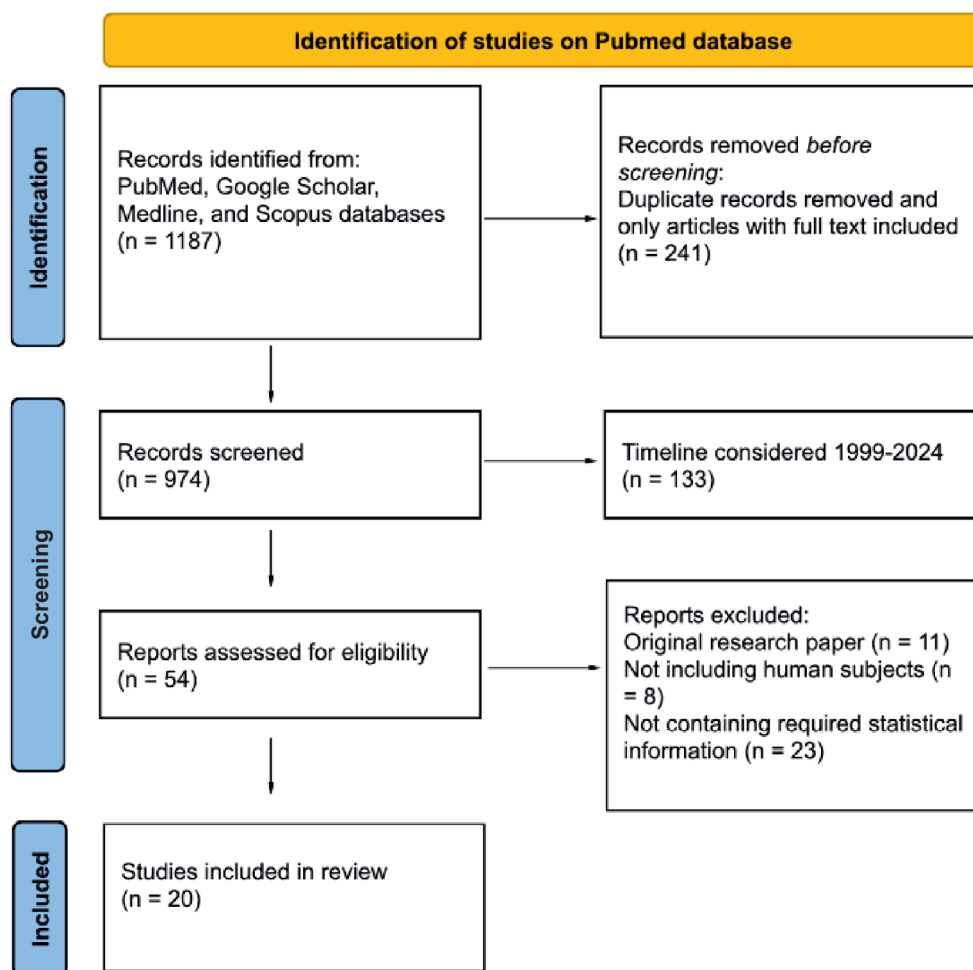 Identification of studies on Pubmed database
Identification
Records identified from:
PubMed, Google Scholar,
Medline, and Scopus databases
(n = 1187)
Records removed before
screening:
Duplicate records removed and
only articles with full text included
(n = 241)
Screening
Records screened
(n = 974)
Timeline considered 1999-2024
(n = 133)
Reports assessed for eligibility
(n = 54)
Reports excluded:
Original research paper (n = 11)
Not including human subjects (n
= 8)
Not containing required statistical
information (n = 23)
Included
Studies included in review
(n = 20)